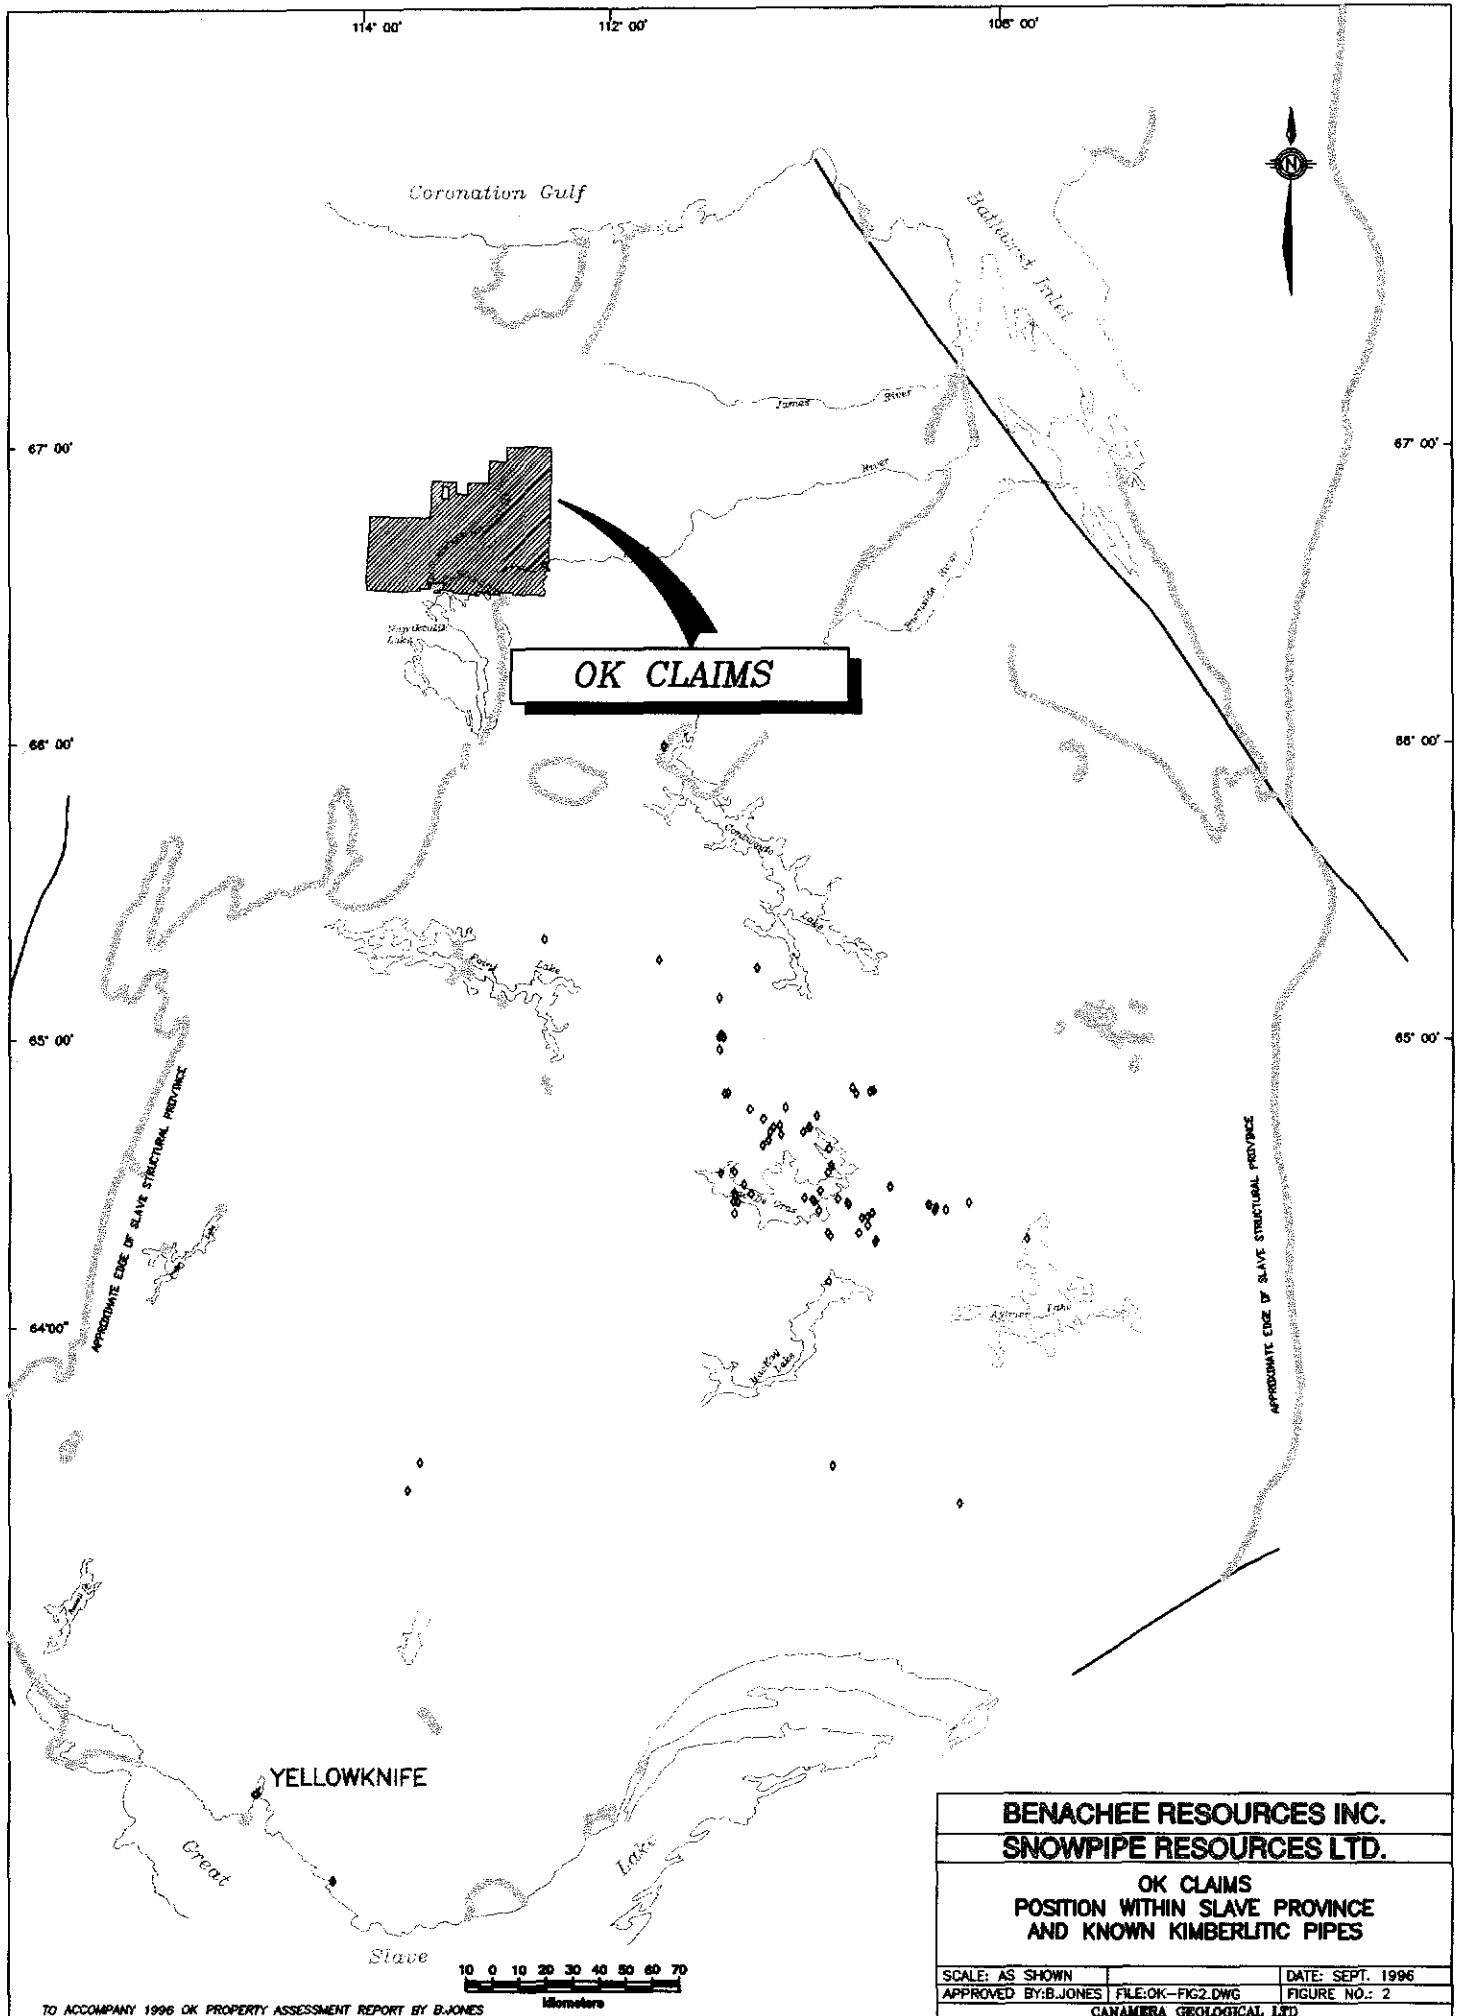 114° 00'
112° 00'
108° 00'
Coronation Gulf
Bathurst Inlet
N
James River
67° 00'
67° 00'
River
Burnside River
Napaktulik
Lake
OK CLAIMS
66° 00'
66° 00'
Contwoyto
Lake
Point Lake
65° 00'
65° 00'
APPROXIMATE EDGE OF SLAVE STRUCTURAL PROVINCE
APPROXIMATE EDGE OF SLAVE STRUCTURAL PROVINCE
De Gras
64°00'
Aylmer Lake
MacKay
Lake
YELLOWKNIFE
Great
Slave
Lake
10 0 10 20 30 40 50 60 70
kilometers
TO ACCOMPANY 1996 OK PROPERTY ASSESSMENT REPORT BY B.JONES
BENACHEE RESOURCES INC.
SNOWPIPE RESOURCES LTD.
OK CLAIMS
POSITION WITHIN SLAVE PROVINCE
AND KNOWN KIMBERLITIC PIPES
SCALE: AS SHOWN
DATE: SEPT. 1996
APPROVED BY:B.JONES
FILE:OK-FIG2.DWG
FIGURE NO.: 2
CANAMERA GEOLOGICAL LTD